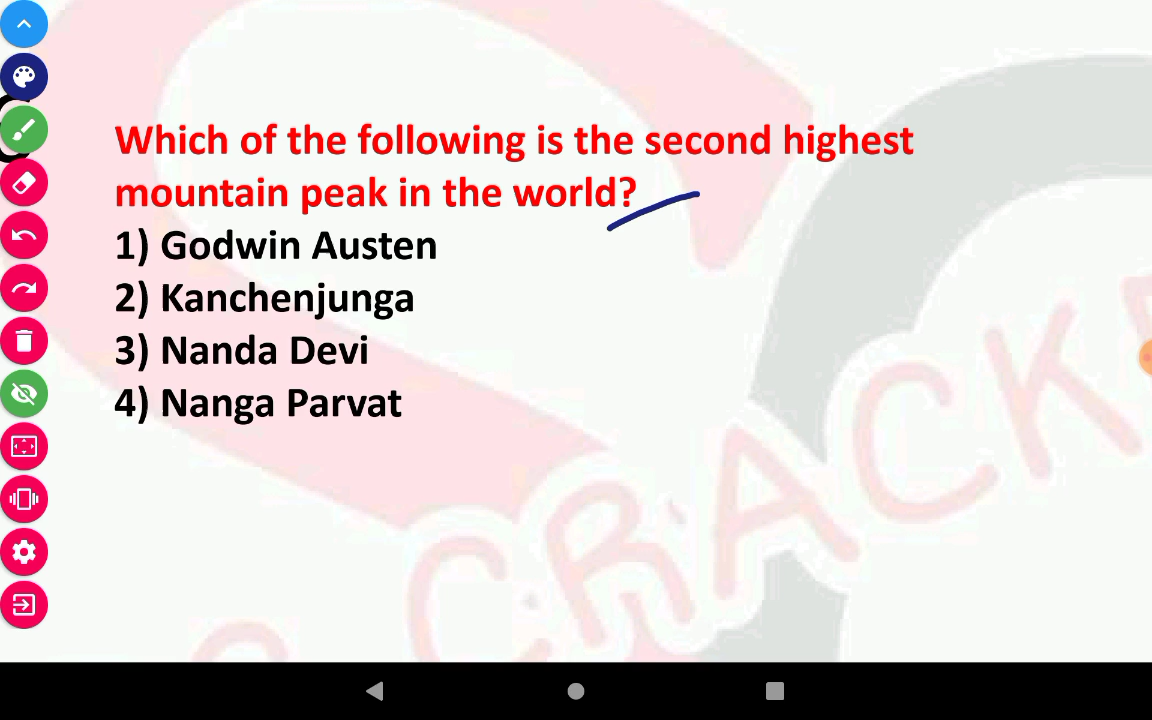 Which of the following is the second highest
mountain peak in the world?
1) Godwin Austen
2) Kanchenjunga
3) Nanda Devi
4) Nanga Parvat